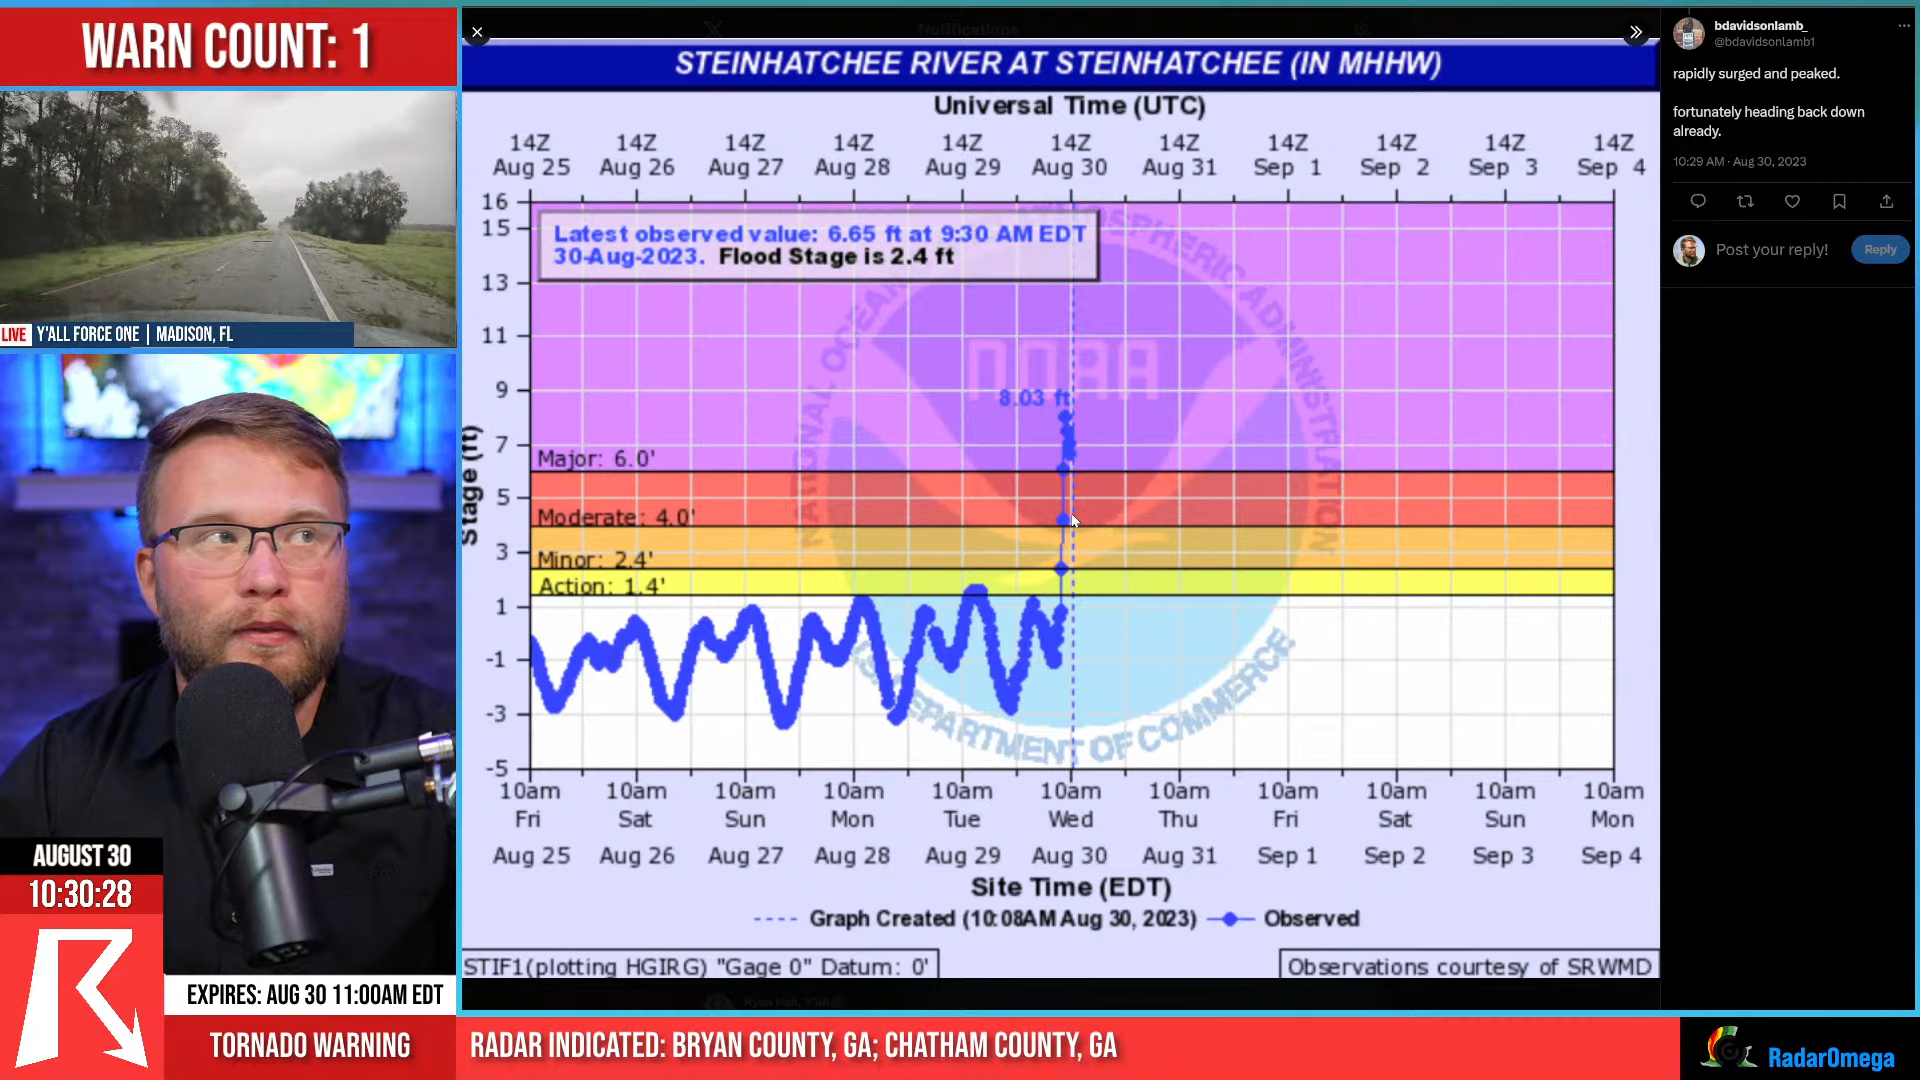 WARN COUNT: 1
LIVE Y'ALL FORCE ONE | MADISON, FL
AUGUST 30
10:30:28
EXPIRES: AUG 30 11:00AM EDT
TORNADO WARNING
RADAR INDICATED: BRYAN COUNTY, GA; CHATHAM COUNTY, GA
RadarOmega
Notifications
STEINHATCHEE RIVER AT STEINHATCHEE (IN MHHW)
Universal Time (UTC)
14Z 14Z 14Z 14Z 14Z 14Z 14Z 14Z 14Z 14Z 14Z
Aug 25 Aug 26 Aug 27 Aug 28 Aug 29 Aug 30 Aug 31 Sep 1 Sep 2 Sep 3 Sep 4
16
15
13
11
9
7
5
3
1
-1
-3
-5
Stage (ft)
Latest observed value: 6.65 ft at 9:30 AM EDT
30-Aug-2023. Flood Stage is 2.4 ft
NOAA
8.03 ft
Major: 6.0'
Moderate: 4.0'
Minor: 2.4'
Action: 1.4'
10am 10am 10am 10am 10am 10am 10am 10am 10am 10am 10am
Fri Sat Sun Mon Tue Wed Thu Fri Sat Sun Mon
Aug 25 Aug 26 Aug 27 Aug 28 Aug 29 Aug 30 Aug 31 Sep 1 Sep 2 Sep 3 Sep 4
Site Time (EDT)
Graph Created (10:08AM Aug 30, 2023) Observed
STIF1(plotting HGIRG) "Gage 0" Datum: 0'
Observations courtesy of SRWMD
bdavidsonlamb_
@bdavidsonlamb1
rapidly surged and peaked.
fortunately heading back down
already.
10:29 AM · Aug 30, 2023
Post your reply!
Reply